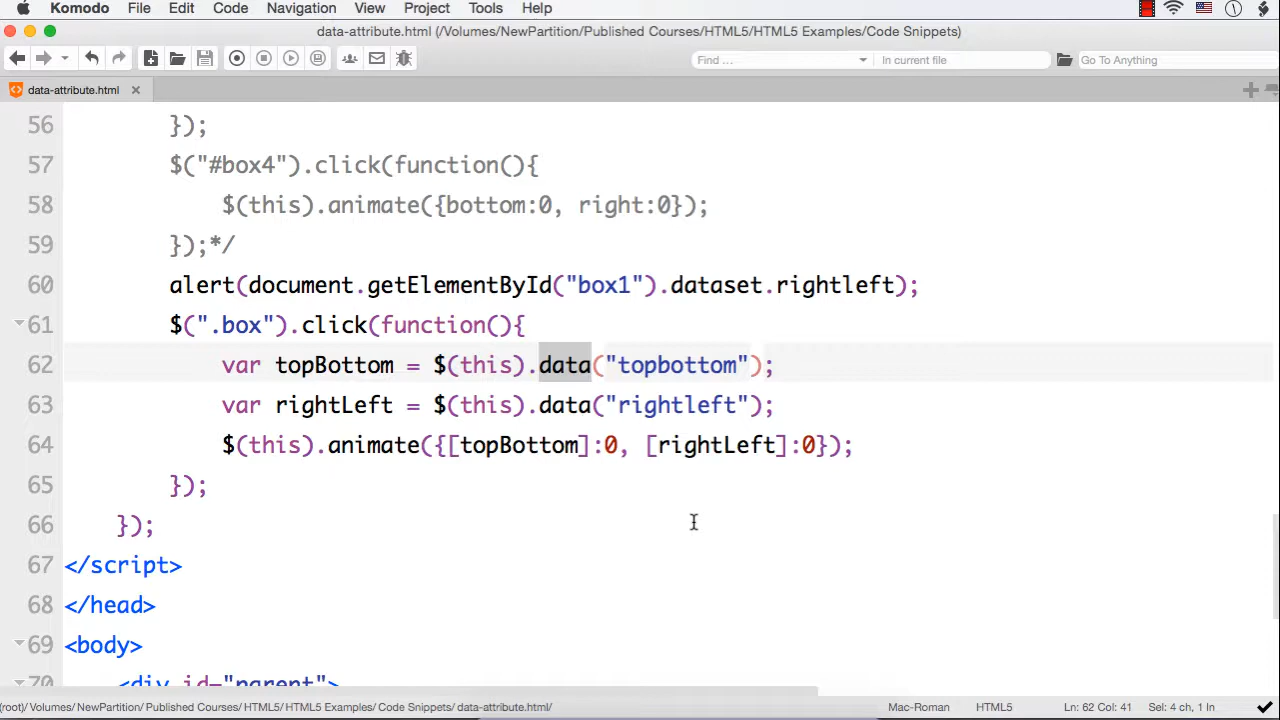 Komodo File Edit Code Navigation View Project Tools Help
data-attribute.html (/Volumes/NewPartition/Published Courses/HTML5/HTML5 Examples/Code Snippets)
Find ... In current file Go To Anything
data-attribute.html
56 });
57 $("#box4").click(function(){
58 $(this).animate({bottom:0, right:0});
59 });*/
60 alert(document.getElementById("box1").dataset.rightleft);
61 $(".box").click(function(){
62 var topBottom = $(this).data("topbottom");
63 var rightLeft = $(this).data("rightleft");
64 $(this).animate({[topBottom]:0, [rightLeft]:0});
65 });
66 });
67 </script>
68 </head>
69 <body>
70 <div id="parent">
(root)/ Volumes/ NewPartition/ Published Courses/ HTML5/ HTML5 Examples/ Code Snippets/ data-attribute.html/ Mac-Roman HTML5 Ln: 62 Col: 41 Sel: 4 ch, 1 ln